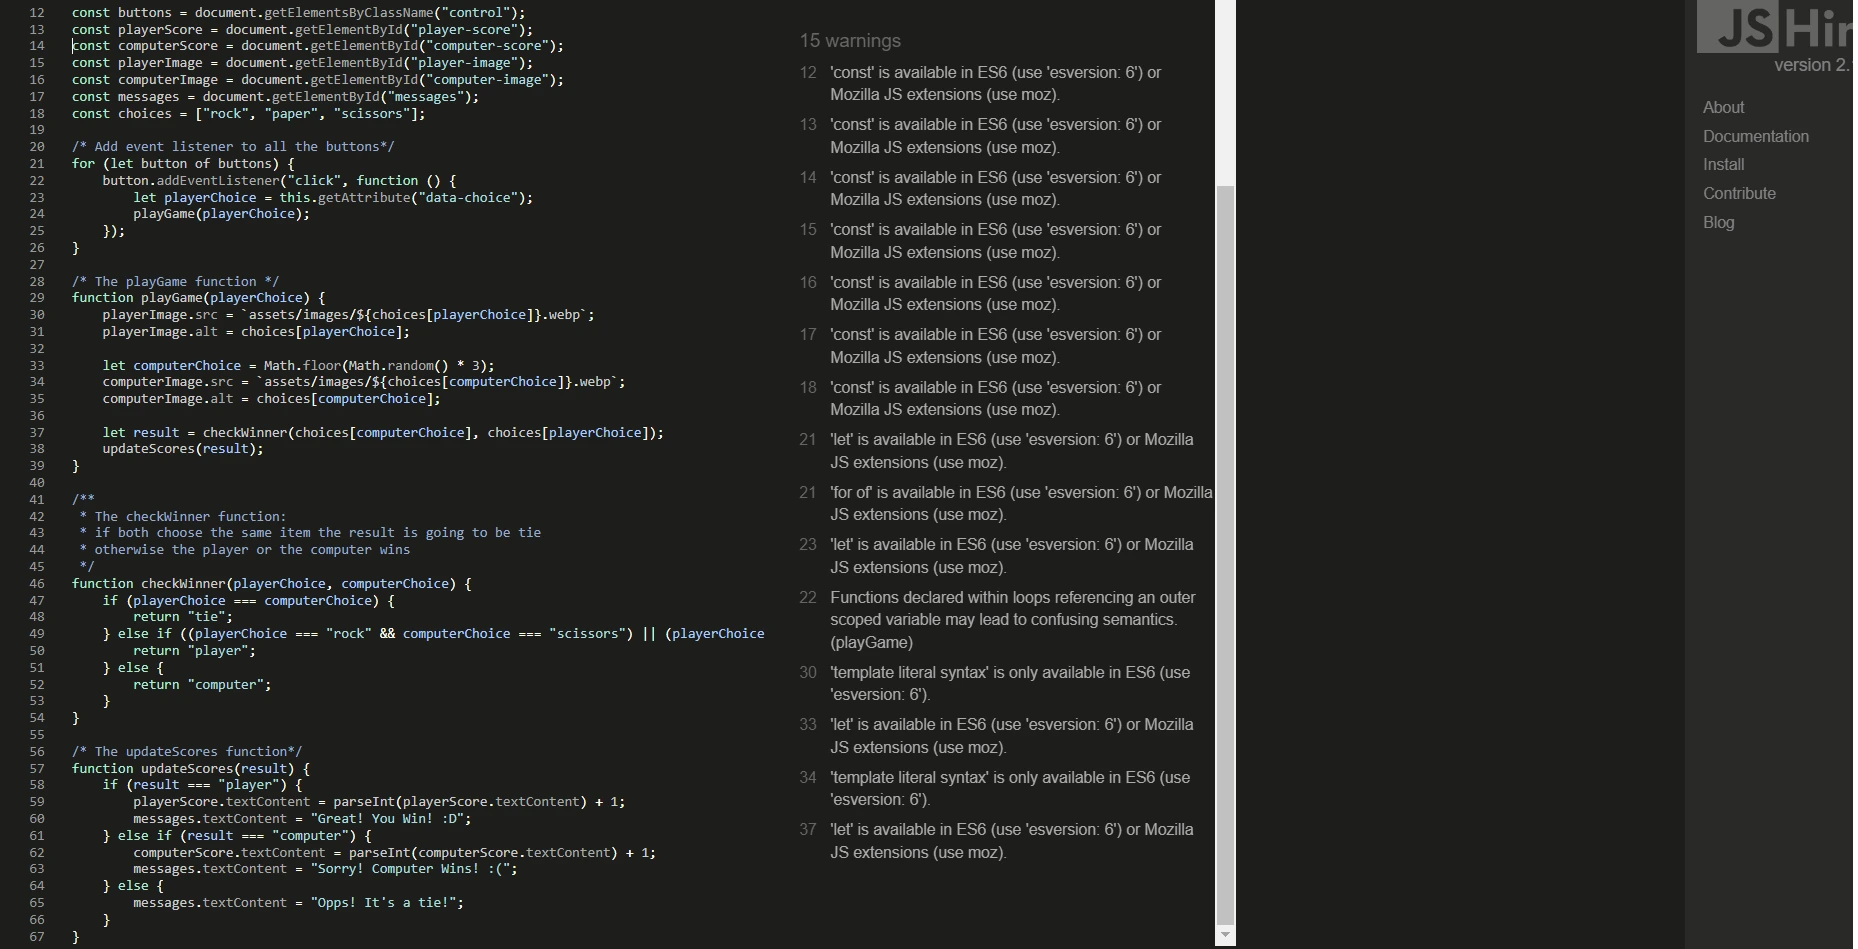 12 const buttons = document.getElementsByClassName("control");
13 const playerScore = document.getElementById("player-score");
14 const computerScore = document.getElementById("computer-score");
15 const playerImage = document.getElementById("player-image");
16 const computerImage = document.getElementById("computer-image");
17 const messages = document.getElementById("messages");
18 const choices = ["rock", "paper", "scissors"];
19
20 /* Add event listener to all the buttons*/
21 for (let button of buttons) {
22 button.addEventListener("click", function () {
23 let playerChoice = this.getAttribute("data-choice");
24 playGame(playerChoice);
25 });
26 }
27
28 /* The playGame function */
29 function playGame(playerChoice) {
30 playerImage.src = `assets/images/${choices[playerChoice]}.webp`;
31 playerImage.alt = choices[playerChoice];
32
33 let computerChoice = Math.floor(Math.random() * 3);
34 computerImage.src = `assets/images/${choices[computerChoice]}.webp`;
35 computerImage.alt = choices[computerChoice];
36
37 let result = checkWinner(choices[computerChoice], choices[playerChoice]);
38 updateScores(result);
39 }
40
41 /**
42 * The checkWinner function:
43 * if both choose the same item the result is going to be tie
44 * otherwise the player or the computer wins
45 */
46 function checkWinner(playerChoice, computerChoice) {
47 if (playerChoice === computerChoice) {
48 return "tie";
49 } else if ((playerChoice === "rock" && computerChoice === "scissors") || (playerChoice
50 return "player";
51 } else {
52 return "computer";
53 }
54 }
55
56 /* The updateScores function*/
57 function updateScores(result) {
58 if (result === "player") {
59 playerScore.textContent = parseInt(playerScore.textContent) + 1;
60 messages.textContent = "Great! You Win! :D";
61 } else if (result === "computer") {
62 computerScore.textContent = parseInt(computerScore.textContent) + 1;
63 messages.textContent = "Sorry! Computer Wins! :(";
64 } else {
65 messages.textContent = "Opps! It's a tie!";
66 }
67 }
15 warnings
12 'const' is available in ES6 (use 'esversion: 6') or
Mozilla JS extensions (use moz).
13 'const' is available in ES6 (use 'esversion: 6') or
Mozilla JS extensions (use moz).
14 'const' is available in ES6 (use 'esversion: 6') or
Mozilla JS extensions (use moz).
15 'const' is available in ES6 (use 'esversion: 6') or
Mozilla JS extensions (use moz).
16 'const' is available in ES6 (use 'esversion: 6') or
Mozilla JS extensions (use moz).
17 'const' is available in ES6 (use 'esversion: 6') or
Mozilla JS extensions (use moz).
18 'const' is available in ES6 (use 'esversion: 6') or
Mozilla JS extensions (use moz).
21 'let' is available in ES6 (use 'esversion: 6') or Mozilla
JS extensions (use moz).
21 'for of' is available in ES6 (use 'esversion: 6') or Mozilla
JS extensions (use moz).
23 'let' is available in ES6 (use 'esversion: 6') or Mozilla
JS extensions (use moz).
22 Functions declared within loops referencing an outer
scoped variable may lead to confusing semantics.
(playGame)
30 'template literal syntax' is only available in ES6 (use
'esversion: 6').
33 'let' is available in ES6 (use 'esversion: 6') or Mozilla
JS extensions (use moz).
34 'template literal syntax' is only available in ES6 (use
'esversion: 6').
37 'let' is available in ES6 (use 'esversion: 6') or Mozilla
JS extensions (use moz).
JS
version 2.
About
Documentation
Install
Contribute
Blog